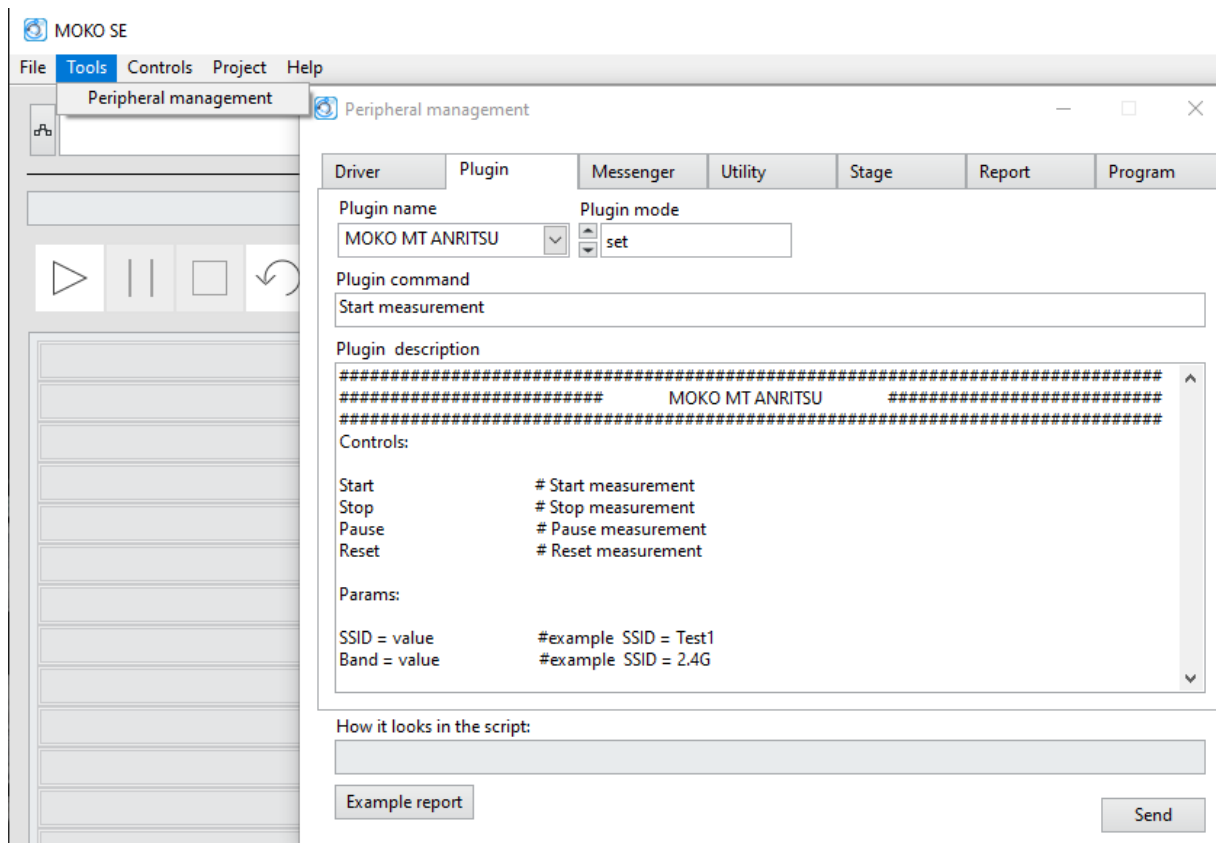 MOKO SE
File Tools Controls Project Help
Peripheral management
Peripheral management
Driver Plugin Messenger Utility Stage Report Program
Plugin name Plugin mode
MOKO MT ANRITSU set
Plugin command
Start measurement
Plugin description
################################################################################
########################## MOKO MT ANRITSU ###########################
################################################################################
Controls:
Start # Start measurement
Stop # Stop measurement
Pause # Pause measurement
Reset # Reset measurement
Params:
SSID = value #example SSID = Test1
Band = value #example SSID = 2.4G
How it looks in the script:
Example report
Send